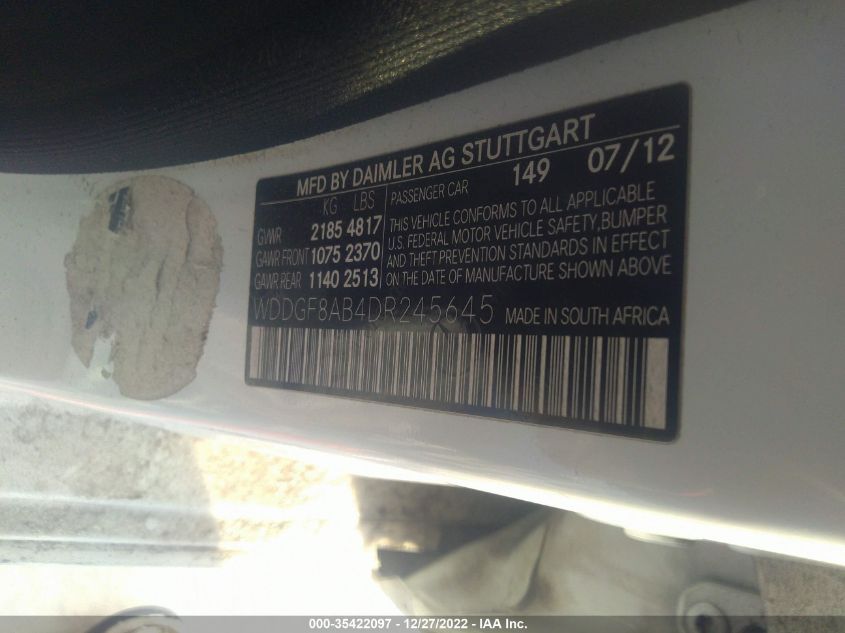 MFD BY DAIMLER AG STUTTGART
KG LBS
GVWR 2185 4817
GAWR FRONT 1075 2370
GAWR REAR 1140 2513
PASSENGER CAR 149 07/12
THIS VEHICLE CONFORMS TO ALL APPLICABLE
U.S. FEDERAL MOTOR VEHICLE SAFETY, BUMPER
AND THEFT PREVENTION STANDARDS IN EFFECT
ON THE DATE OF MANUFACTURE SHOWN ABOVE.
WDDGF8AB4DR245645 MADE IN SOUTH AFRICA
000-35422097 - 12/27/2022 - IAA Inc.